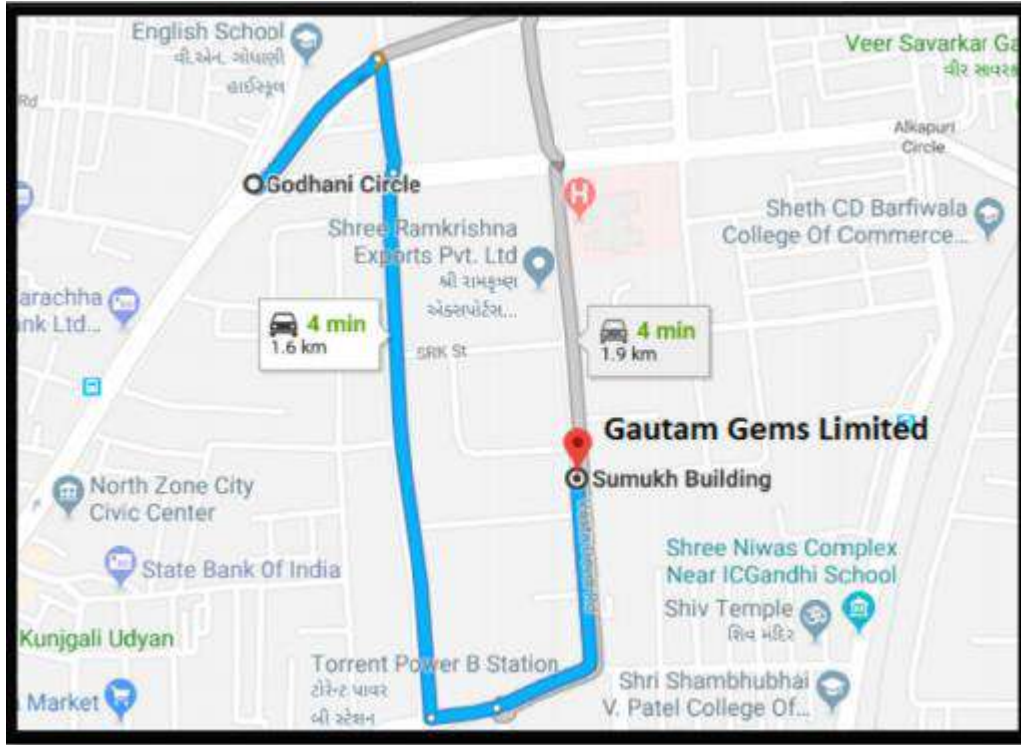 English School
વી.એન. ગોધાણી
હાઈસ્કૂલ
Veer Savarkar Ga
વીર સાવરક
Rd
Alkapuri
Circle
Godhani Circle
Sheth CD Barfiwala
College Of Commerce...
Shree Ramkrishna
Exports Pvt. Ltd
શ્રી રામકૃષ્ણ
એક્સપોર્ટસ...
arachha
ank Ltd...
4 min
1.6 km
4 min
1.9 km
SRK St
Gautam Gems Limited
Sumukh Building
North Zone City
Civic Center
State Bank Of India
Shree Niwas Complex
Near ICGandhi School
Shiv Temple
શિવ મંદિર
Kunjgali Udyan
Torrent Power B Station
ટોરેન્ટ પાવર
બી સ્ટેશન
Shri Shambhubhai
V. Patel College Of...
Market
H